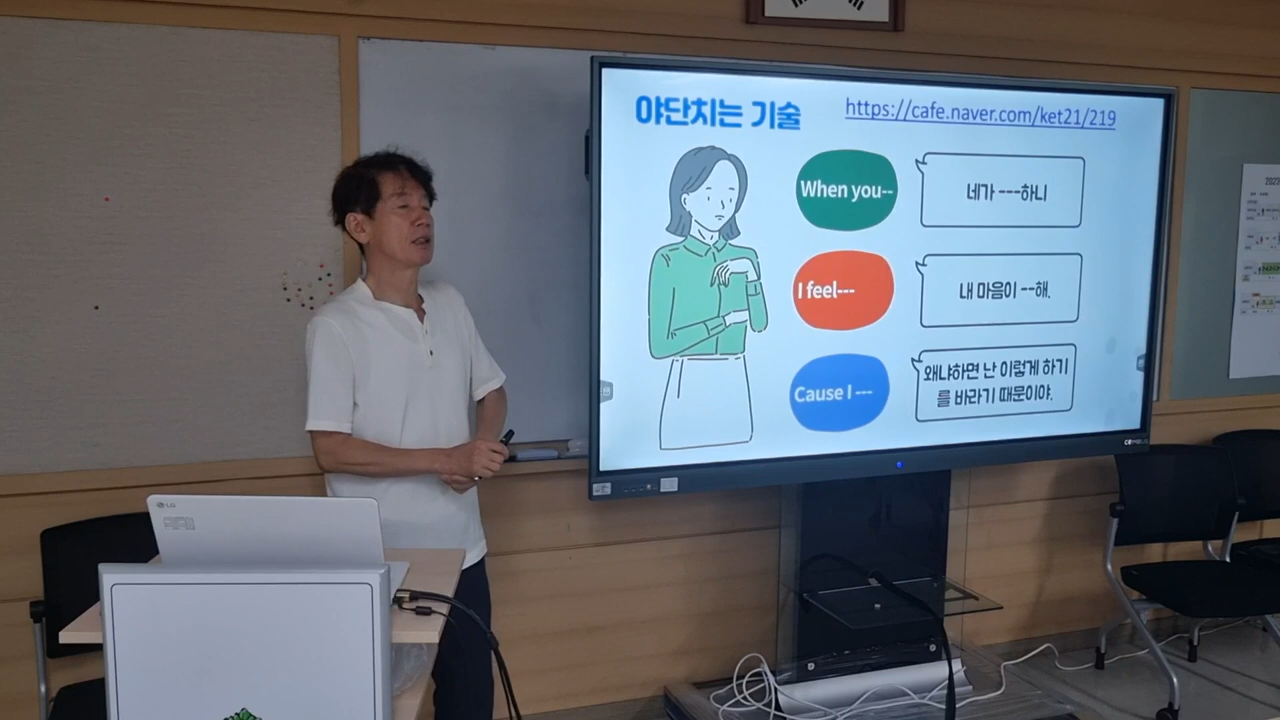 야단치는 기술
https://cafe.naver.com/ket21/219
When you--
네가 ---하니
I feel---
내 마음이 --해.
Cause I ---
왜냐하면 난 이렇게 하기
를 바라기 때문이야.
LG
2023